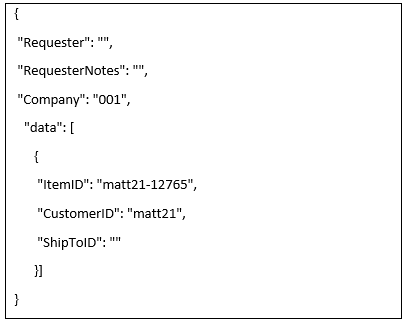 {
"Requester": "",
"RequesterNotes": "",
"Company": "001",
"data": [
{
"ItemID": "matt21-12765",
"CustomerID": "matt21",
"ShipToID": ""
}]
}